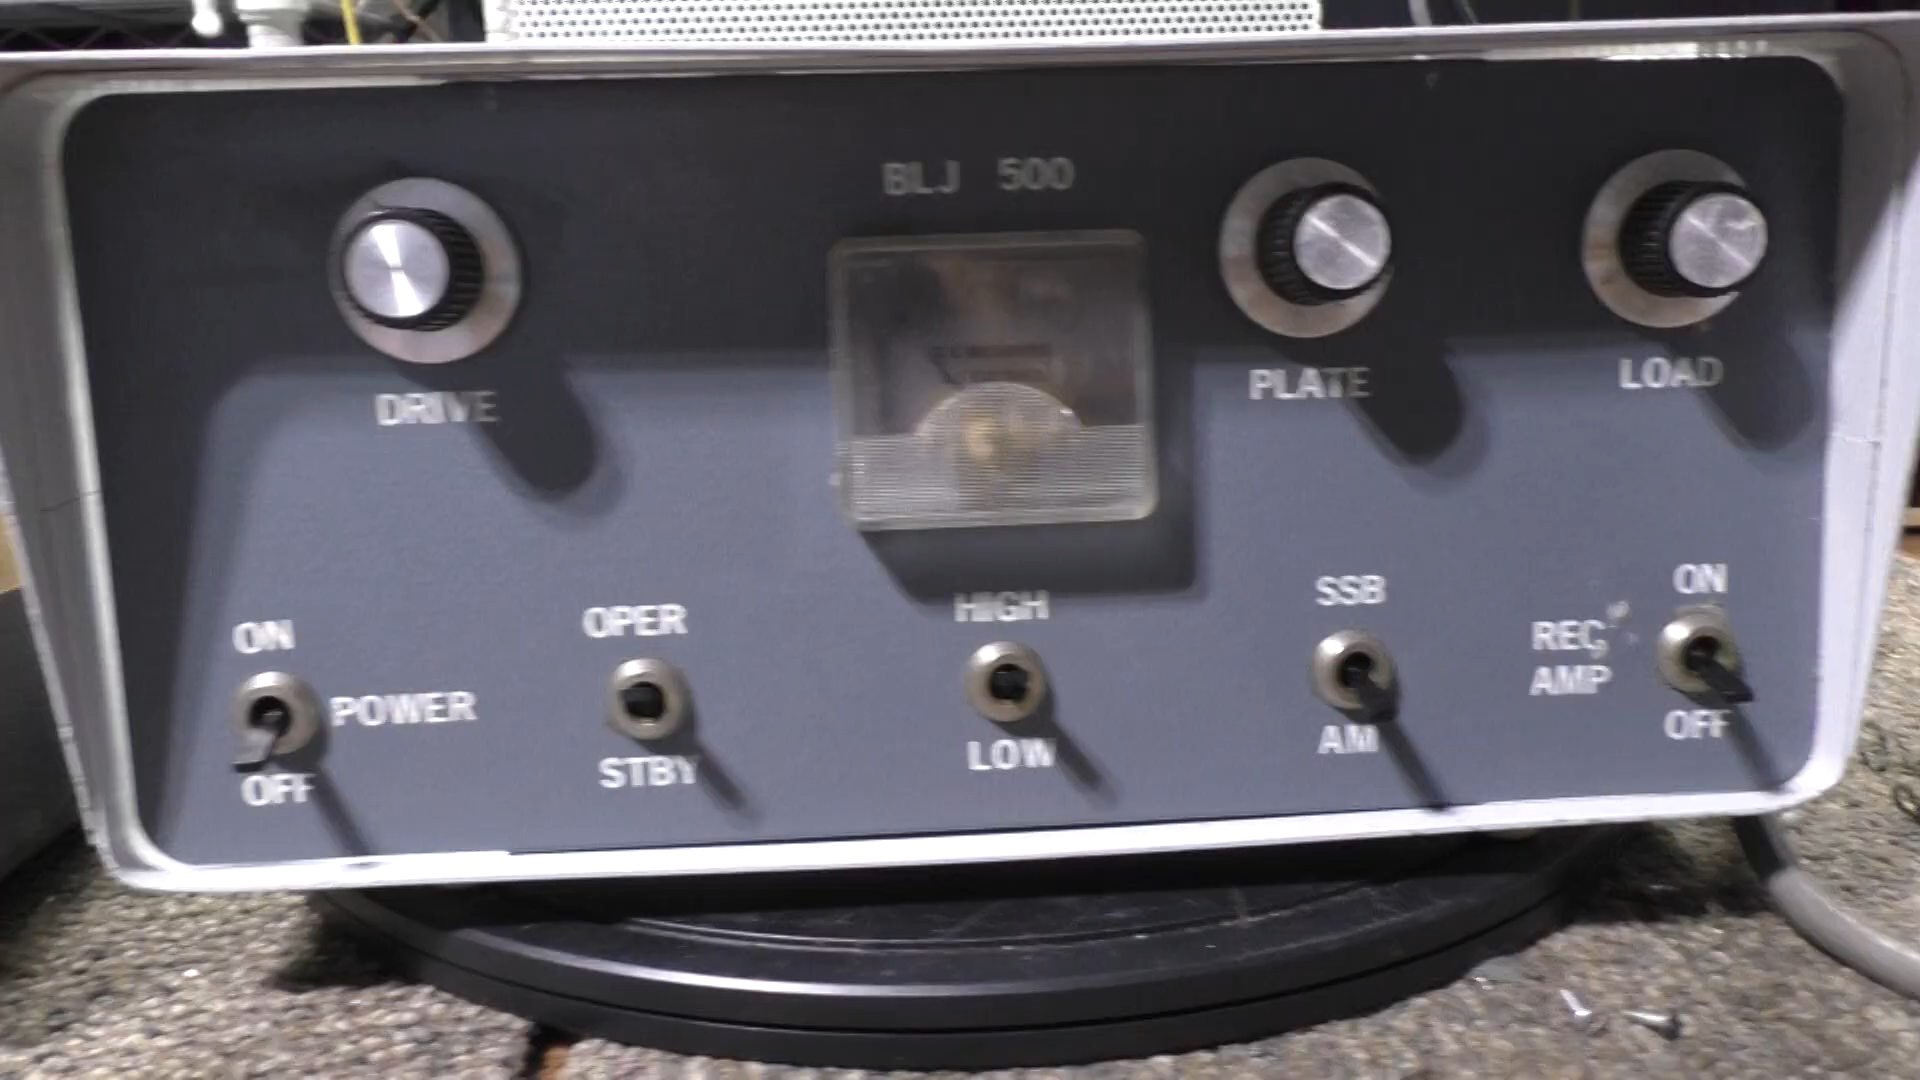 BLJ 500
DRIVE
PLATE
LOAD
ON
POWER
OFF
OPER
STBY
HIGH
LOW
SSB
AM
ON
REC
AMP
OFF